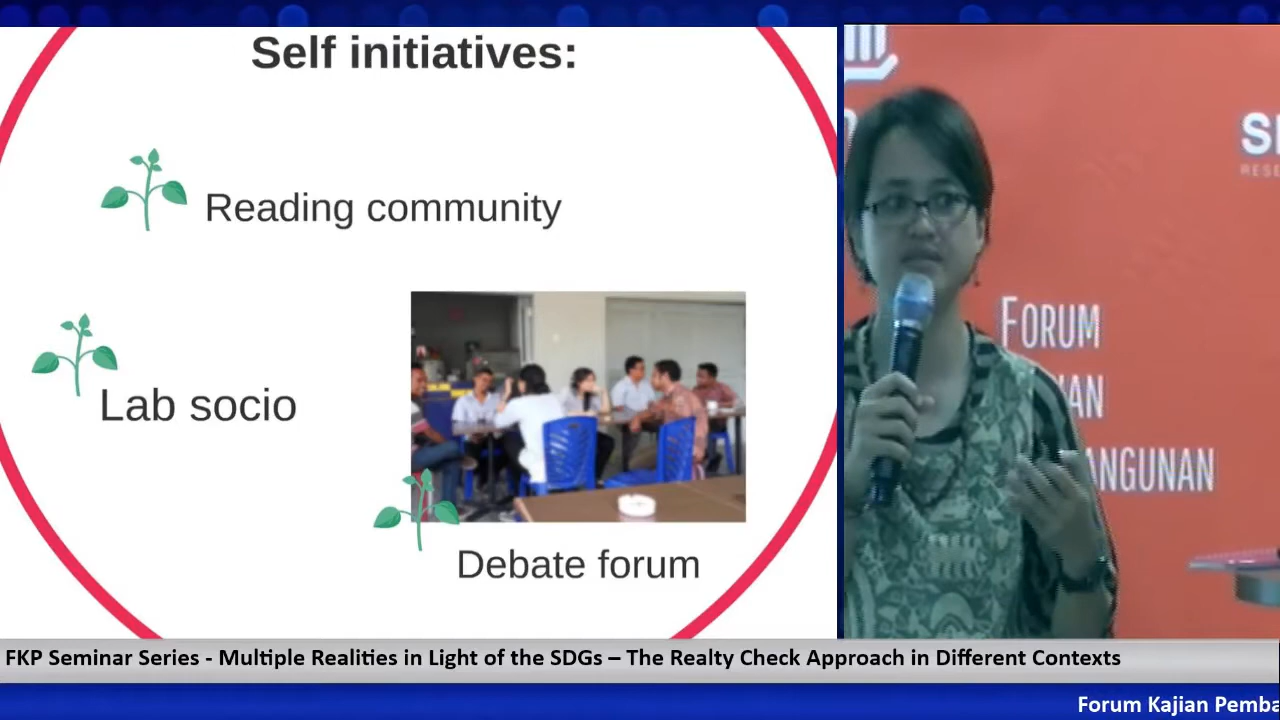 Self initiatives:
Reading community
Lab socio
Debate forum
FORUM
ANGUNAN
FKP Seminar Series - Multiple Realities in Light of the SDGs – The Realty Check Approach in Different Contexts
Forum Kajian Pemba